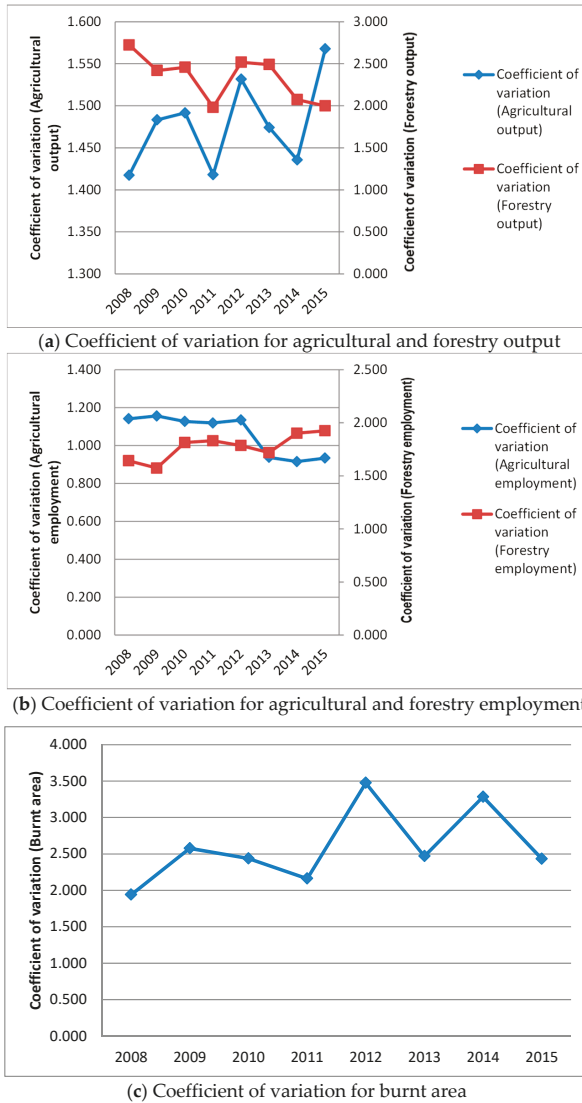 1.600
1.550
1.500
1.450
1.400
1.350
1.300
Coefficient of variation (Agricultural
output)
3.000
2.500
2.000
1.500
1.000
0.500
0.000
Coefficient of variation (Forestry output)
2008
2009
2010
2011
2012
2013
2014
2015
Coefficient of
variation
(Agricultural
output)
Coefficient of
variation
(Forestry
output)
(a) Coefficient of variation for agricultural and forestry output
1.400
1.200
1.000
0.800
0.600
0.400
0.200
0.000
Coefficient of variation (Agricultural
employment)
2.500
2.000
1.500
1.000
0.500
0.000
Coefficient of variation (Forestry employment)
2008
2009
2010
2011
2012
2013
2014
2015
Coefficient of
variation
(Agricultural
employment)
Coefficient of
variation
(Forestry
employment)
(b) Coefficient of variation for agricultural and forestry employment
4.000
3.500
3.000
2.500
2.000
1.500
1.000
0.500
0.000
Coefficient of variation (Burnt area)
2008 2009 2010 2011 2012 2013 2014 2015
(c) Coefficient of variation for burnt area